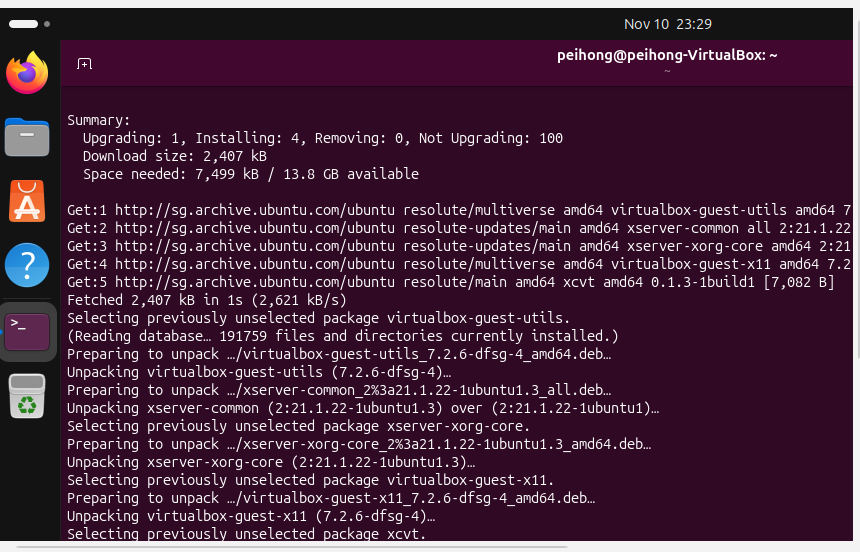 Nov 10 23:29
peihong@peihong-VirtualBox: ~
~
Summary:
Upgrading: 1, Installing: 4, Removing: 0, Not Upgrading: 100
Download size: 2,407 kB
Space needed: 7,499 kB / 13.8 GB available
Get:1 http://sg.archive.ubuntu.com/ubuntu resolute/multiverse amd64 virtualbox-guest-utils amd64 7
Get:2 http://sg.archive.ubuntu.com/ubuntu resolute-updates/main amd64 xserver-common all 2:21.1.22
Get:3 http://sg.archive.ubuntu.com/ubuntu resolute-updates/main amd64 xserver-xorg-core amd64 2:21
Get:4 http://sg.archive.ubuntu.com/ubuntu resolute/multiverse amd64 virtualbox-guest-x11 amd64 7.2
Get:5 http://sg.archive.ubuntu.com/ubuntu resolute/main amd64 xcvt amd64 0.1.3-1build1 [7,082 B]
Fetched 2,407 kB in 1s (2,621 kB/s)
Selecting previously unselected package virtualbox-guest-utils.
(Reading database… 191759 files and directories currently installed.)
Preparing to unpack …/virtualbox-guest-utils_7.2.6-dfsg-4_amd64.deb…
Unpacking virtualbox-guest-utils (7.2.6-dfsg-4)…
Preparing to unpack …/xserver-common_2%3a21.1.22-1ubuntu1.3_all.deb…
Unpacking xserver-common (2:21.1.22-1ubuntu1.3) over (2:21.1.22-1ubuntu1)…
Selecting previously unselected package xserver-xorg-core.
Preparing to unpack …/xserver-xorg-core_2%3a21.1.22-1ubuntu1.3_amd64.deb…
Unpacking xserver-xorg-core (2:21.1.22-1ubuntu1.3)…
Selecting previously unselected package virtualbox-guest-x11.
Preparing to unpack …/virtualbox-guest-x11_7.2.6-dfsg-4_amd64.deb…
Unpacking virtualbox-guest-x11 (7.2.6-dfsg-4)…
Selecting previously unselected package xcvt.